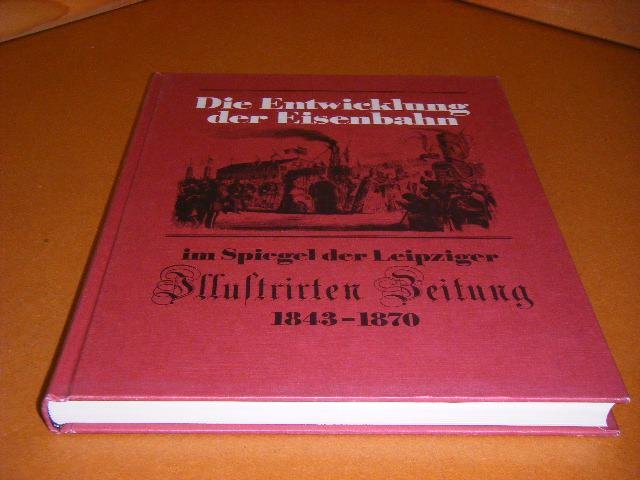 Die Entwicklung
der Eisenbahn
im Spiegel der Leipziger
Illuſtrirten Zeitung
1843–1870